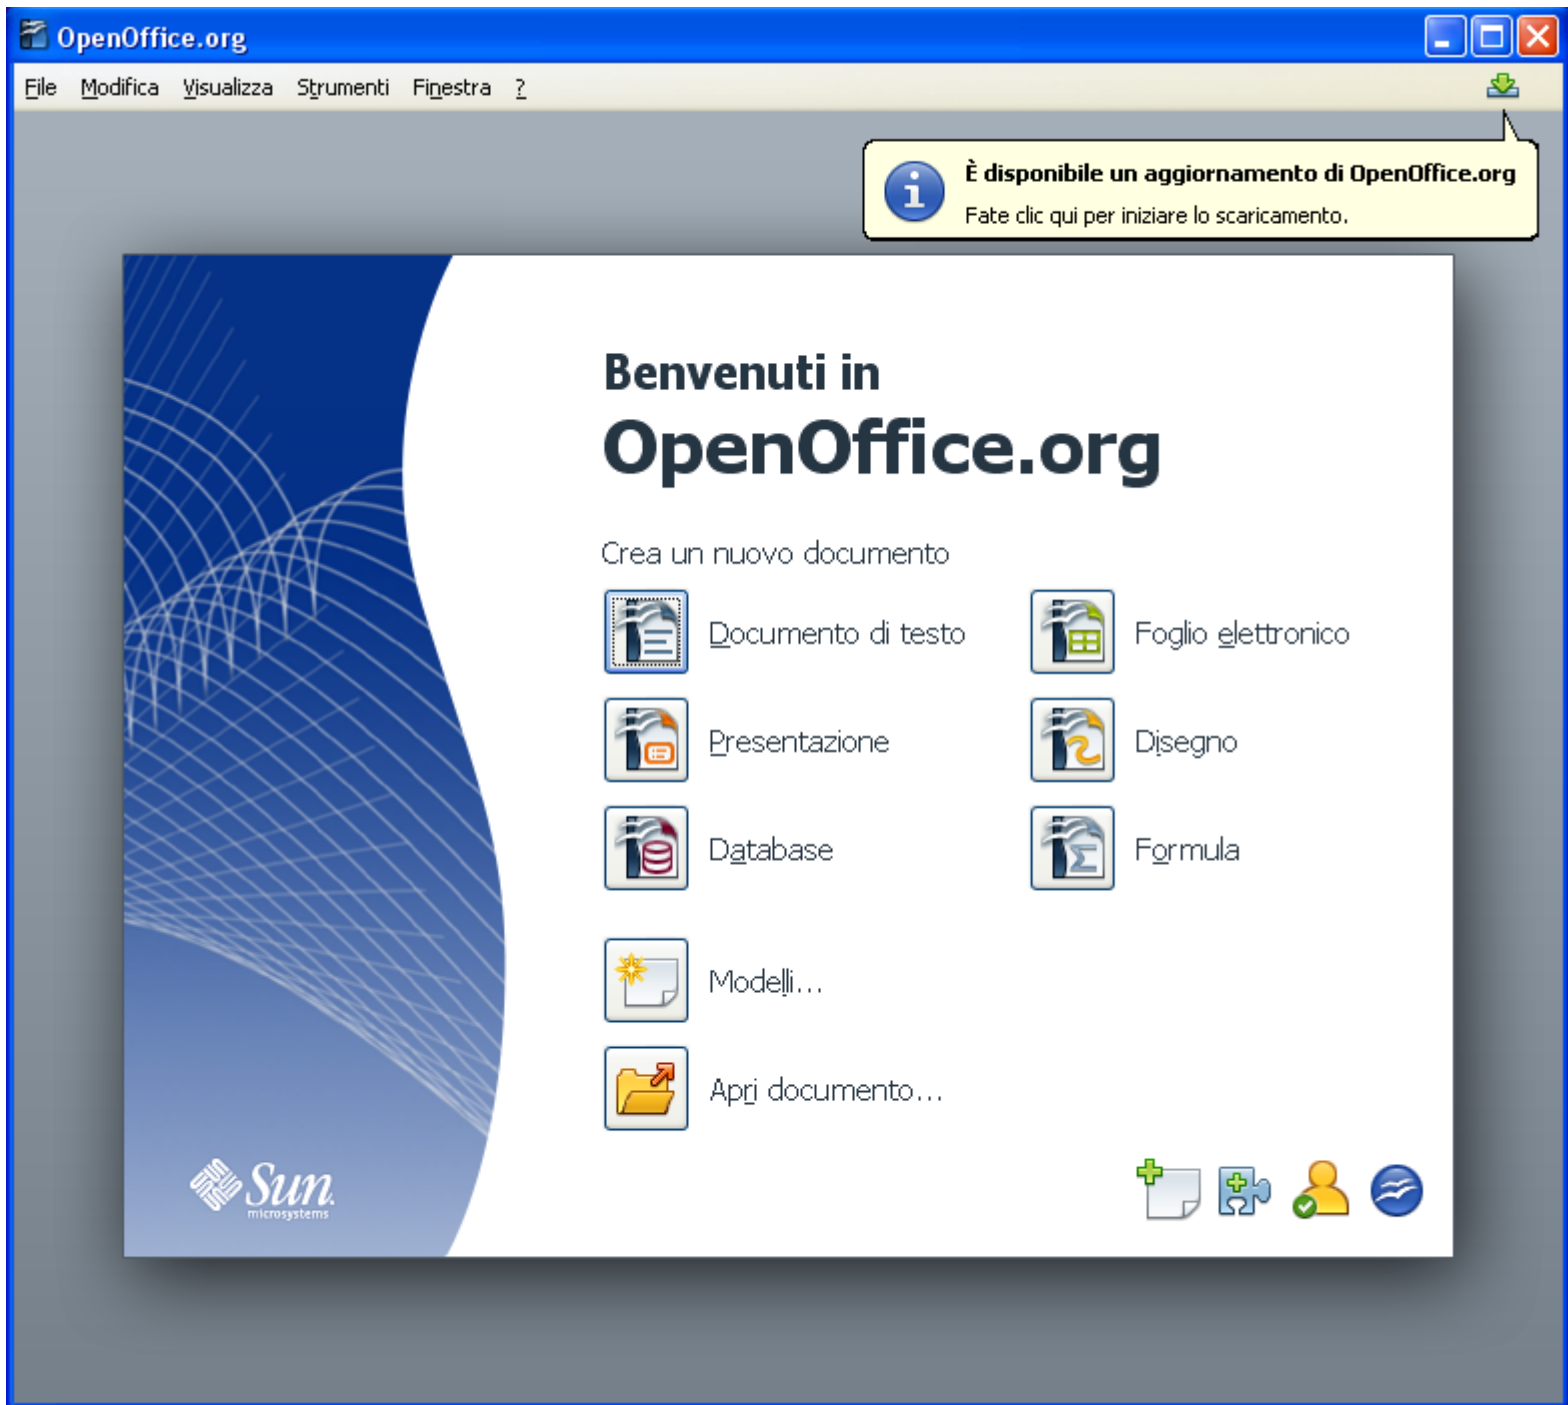 OpenOffice.org
File Modifica Visualizza Strumenti Finestra ?
È disponibile un aggiornamento di OpenOffice.org
Fate clic qui per iniziare lo scaricamento.
Benvenuti in
OpenOffice.org
Crea un nuovo documento
Documento di testo
Foglio elettronico
Presentazione
Disegno
Database
Formula
Modelli...
Apri documento...
Sun
microsystems